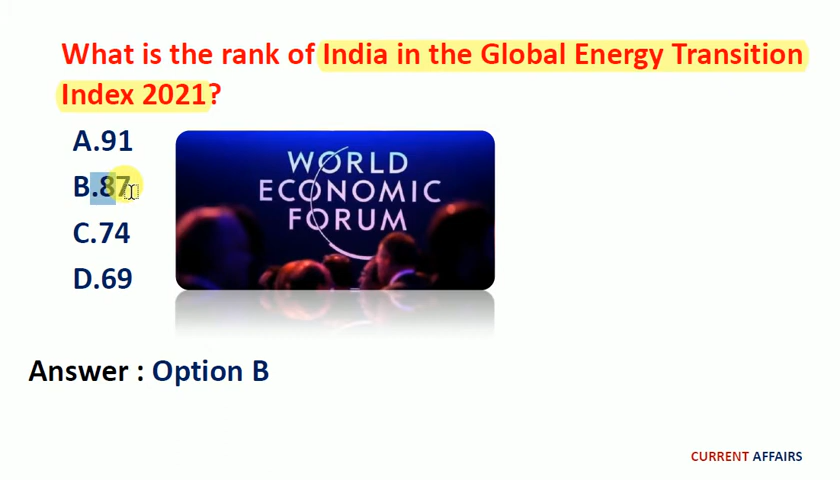 What is the rank of India in the Global Energy Transition
Index 2021?
A.91
B.87
C.74
D.69
WORLD
ECONOMIC
FORUM
Answer : Option B
CURRENT AFFAIRS